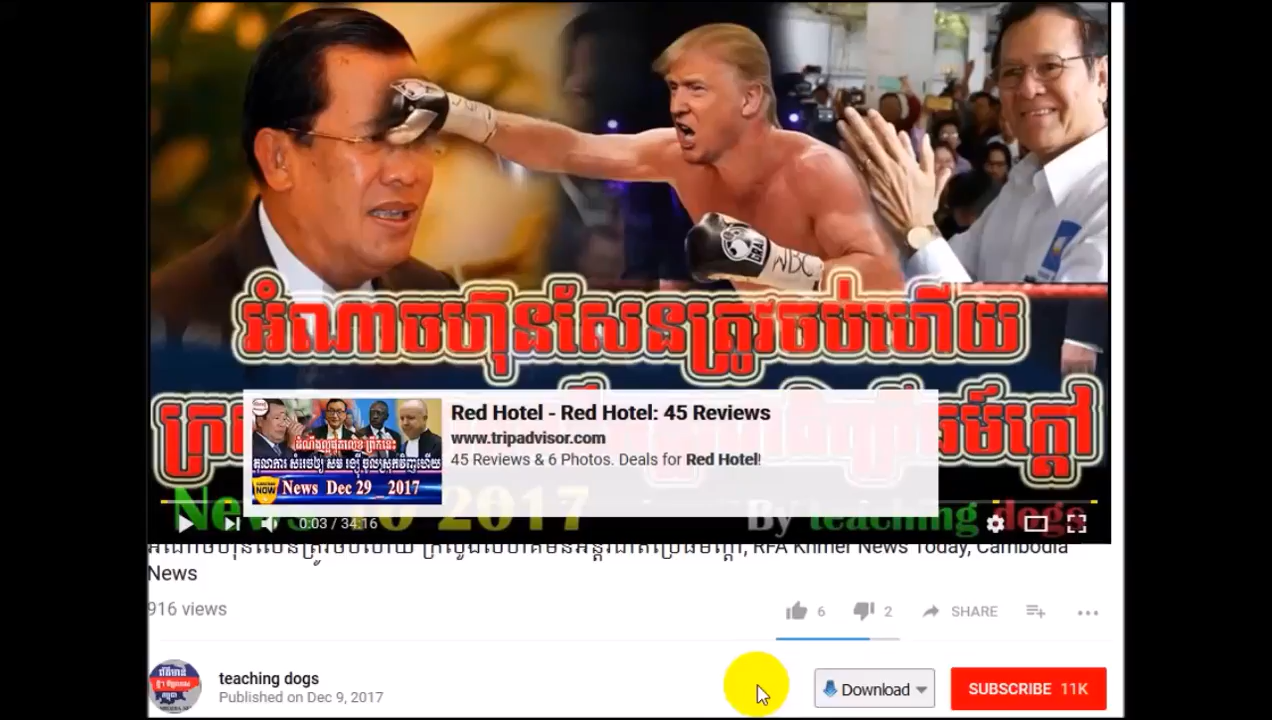 WBC
អំណាចហ៊ុនសែនត្រូវចប់ហើយ
Red Hotel - Red Hotel: 45 Reviews
www.tripadvisor.com
45 Reviews & 6 Photos. Deals for Red Hotel!
News Dec 29_ 2017
2017
By teaching dogs
0:03 / 34:16
RFA Khmer News Today, Cambodia
News
916 views
6
2
SHARE
teaching dogs
Published on Dec 9, 2017
Download
SUBSCRIBE 11K